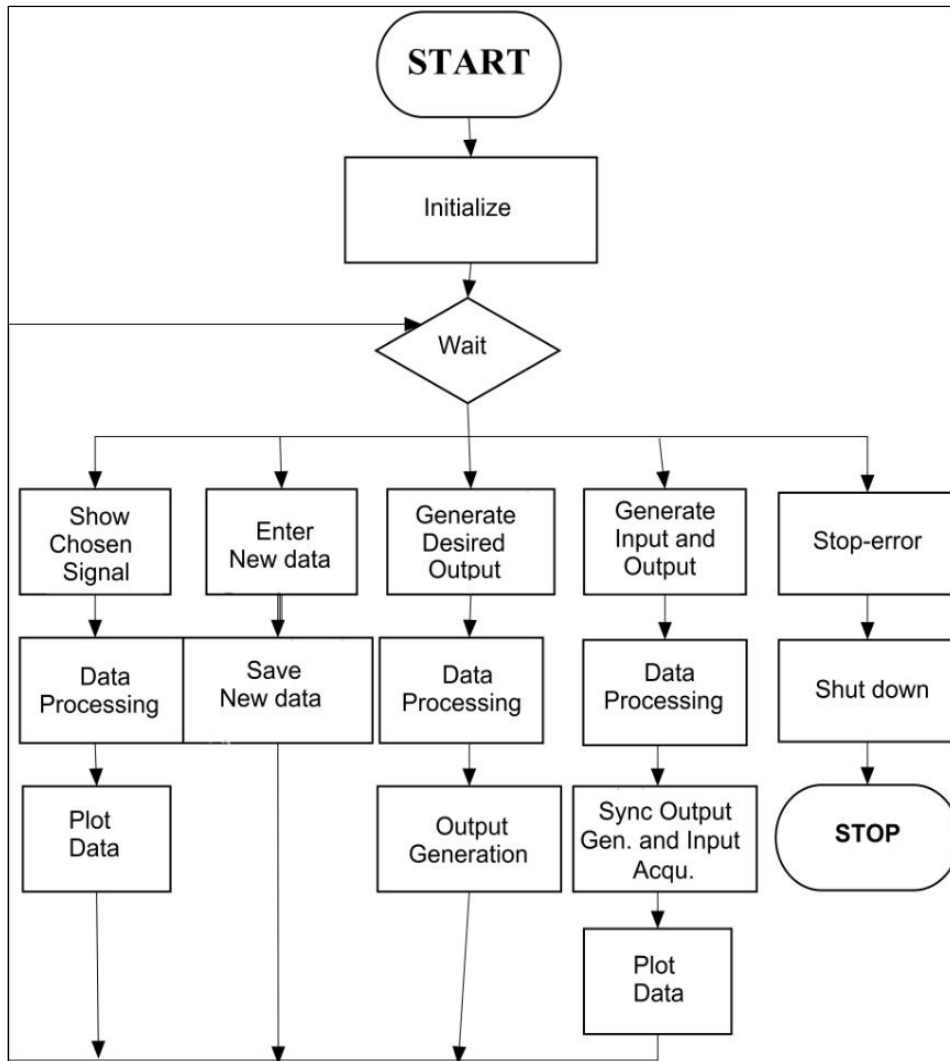 START
Initialize
Wait
Show
Chosen
Signal
Enter
New data
Generate
Desired
Output
Generate
Input and
Output
Stop-error
Data
Processing
Save
New data
Data
Processing
Data
Processing
Shut down
Plot
Data
Output
Generation
Sync Output
Gen. and Input
Acqu.
STOP
Plot
Data